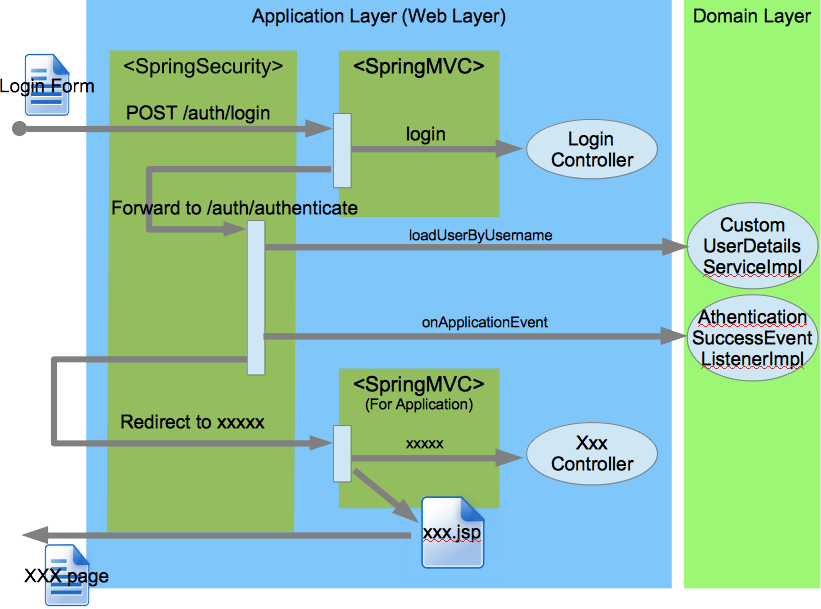 Application Layer (Web Layer)
Domain Layer
<SpringSecurity>
<SpringMVC>
Login Form
POST /auth/login
login
Login
Controller
Forward to /auth/authenticate
loadUserByUsername
Custom
UserDetails
ServiceImpl
onApplicationEvent
Athentication
SuccessEvent
ListenerImpl
<SpringMVC>
(For Application)
Redirect to xxxxx
xxxxx
Xxx
Controller
xxx.jsp
XXX page